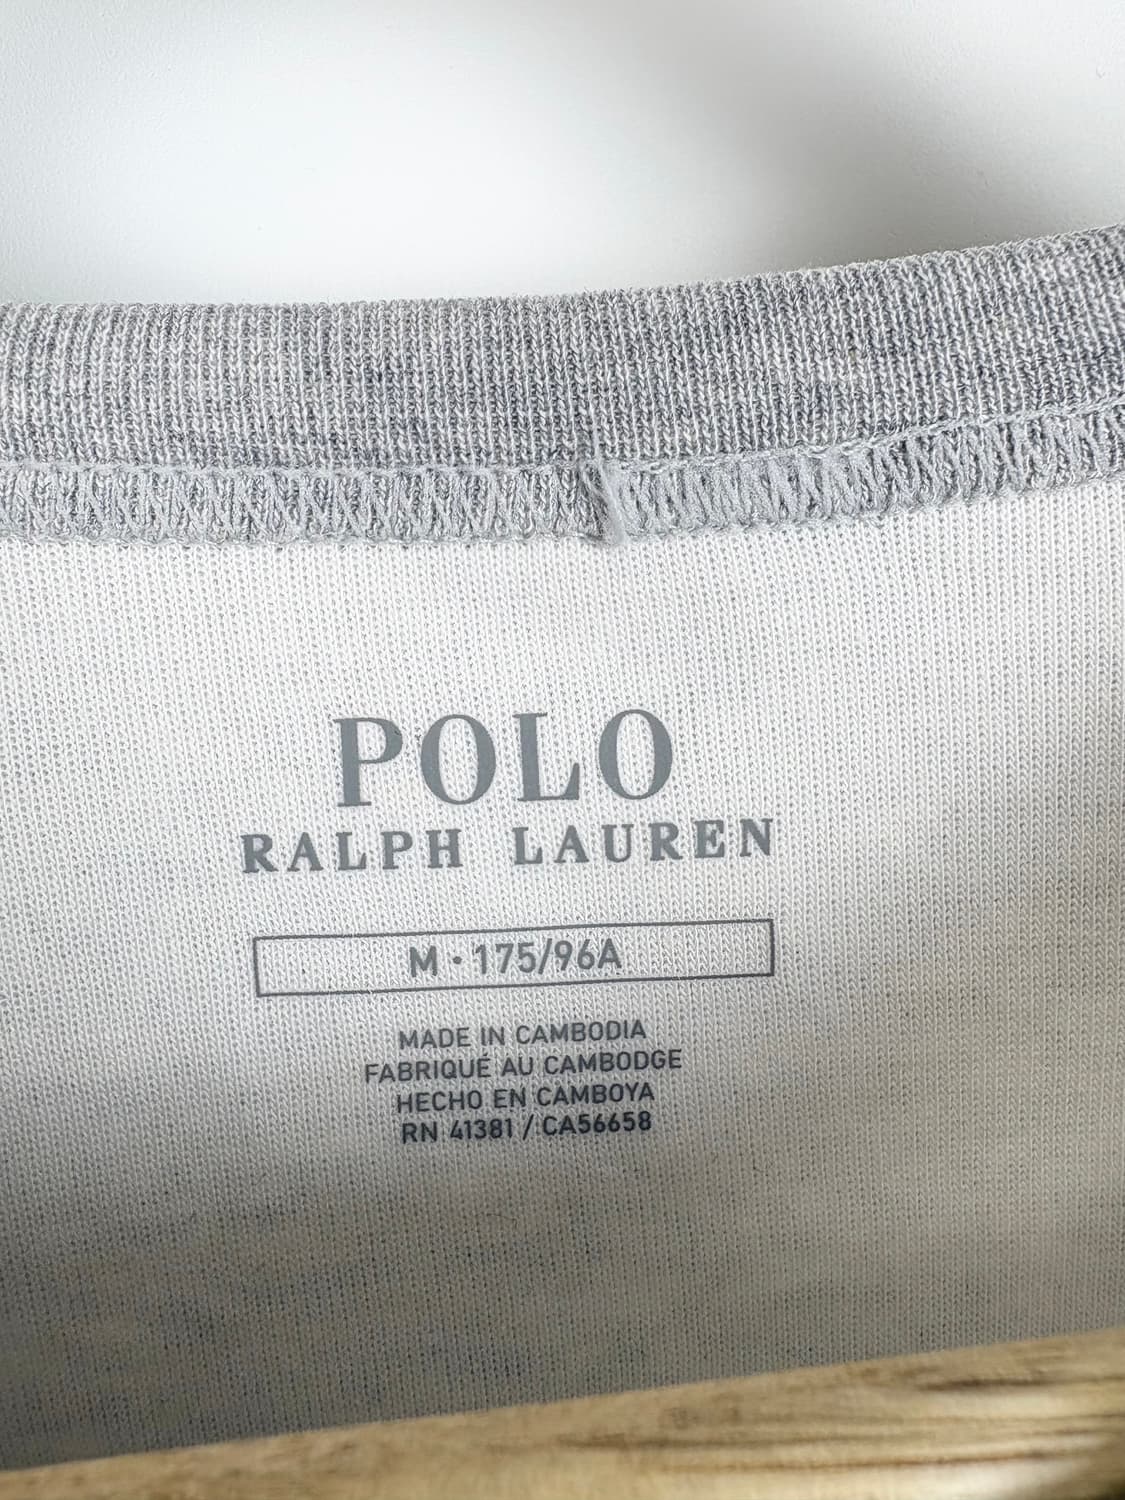 POLO
RALPH LAUREN
M • 175/96A
MADE IN CAMBODIA
FABRIQUÉ AU CAMBODGE
HECHO EN CAMBOYA
RN 41381 / CA56658